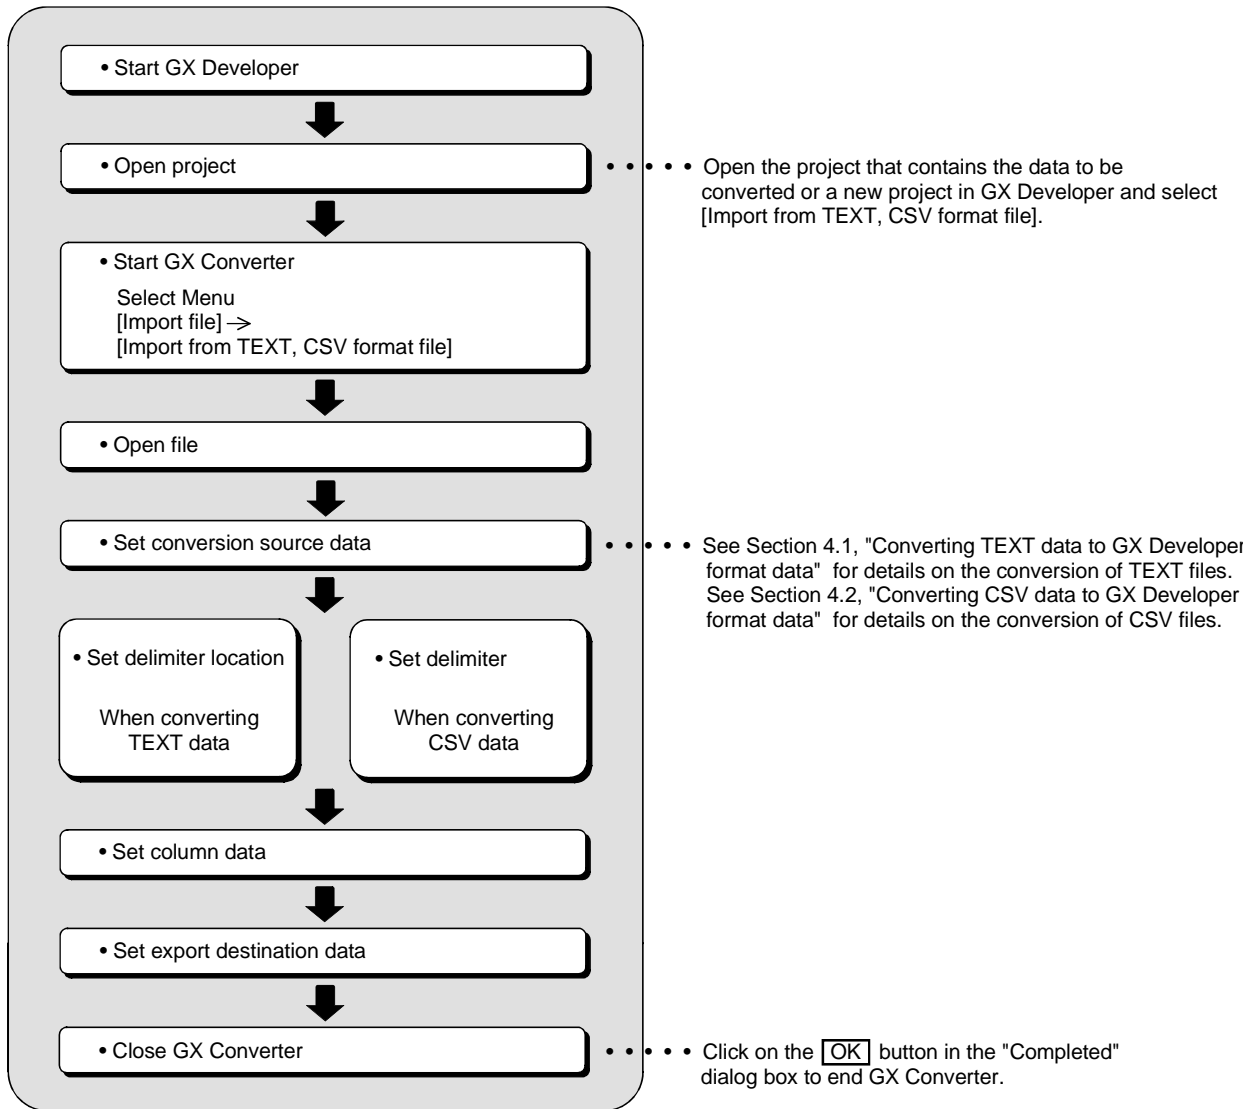 • Start GX Developer
• Open project
• • • • • Open the project that contains the data to be
converted or a new project in GX Developer and select
[Import from TEXT, CSV format file].
• Start GX Converter
Select Menu
[Import file] →
[Import from TEXT, CSV format file]
• Open file
• Set conversion source data
• • • • • See Section 4.1, "Converting TEXT data to GX Developer
format data" for details on the conversion of TEXT files.
See Section 4.2, "Converting CSV data to GX Developer
format data" for details on the conversion of CSV files.
• Set delimiter location
When converting
TEXT data
• Set delimiter
When converting
CSV data
• Set column data
• Set export destination data
• Close GX Converter
• • • • • Click on the OK button in the "Completed"
dialog box to end GX Converter.